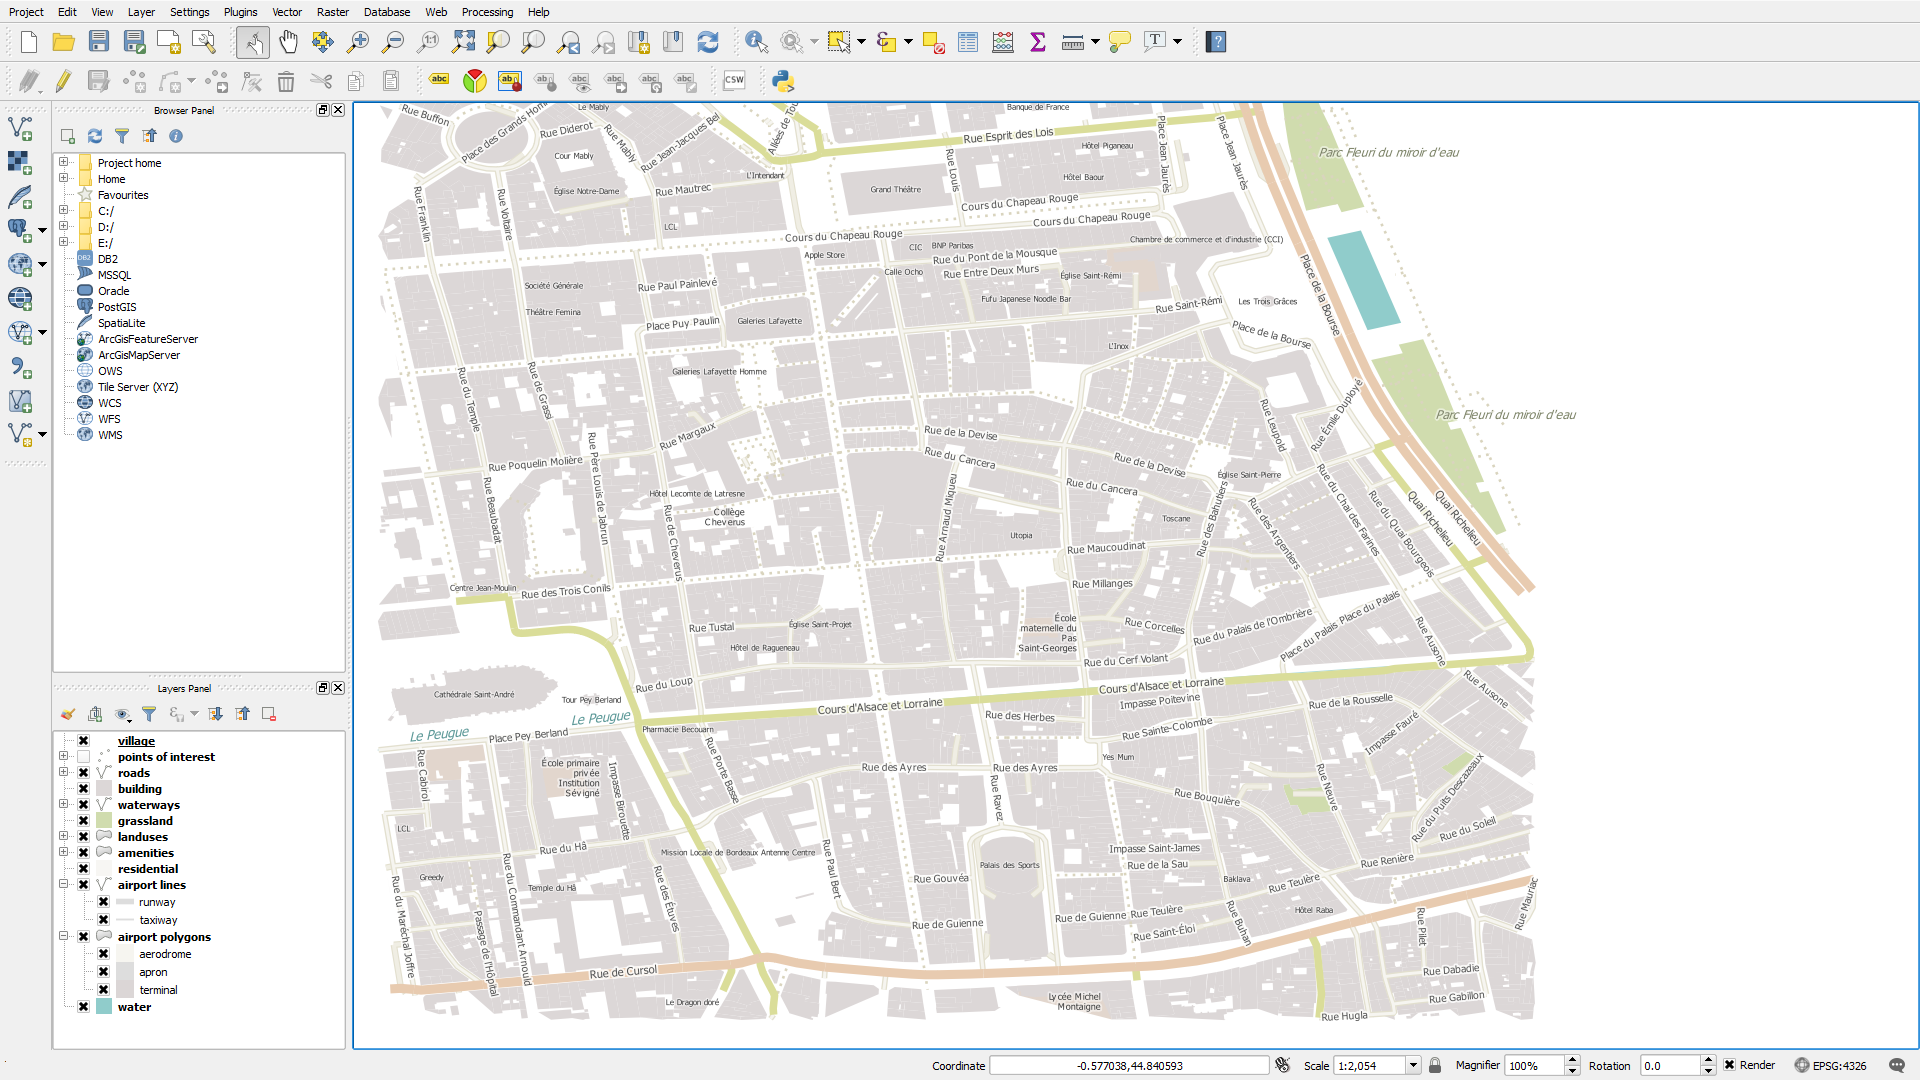 Project Edit View Layer Settings Plugins Vector Raster Database Web Processing Help
1:1
T
?
abc
ab
ab
abc
abc
abc
abc
CSW
Browser Panel
Project home
Home
Favourites
C:/
D:/
E:/
DB2
MSSQL
Oracle
PostGIS
SpatiaLite
ArcGisFeatureServer
ArcGisMapServer
OWS
Tile Server (XYZ)
WCS
WFS
WMS
Layers Panel
village
points of interest
roads
building
waterways
grassland
landuses
amenities
residential
airport lines
runway
taxiway
airport polygons
aerodrome
apron
terminal
water
Rue Buffon
Place des Grands Hom
Le Mably
Rue Diderot
Rue Mably
Cour Mably
Rue Jean-Jacques Bel
Allées de Tou
Banque de France
Rue Esprit des Lois
Place Jean Jaurès
Place Jean Jaurès
Parc Fleuri du miroir d'eau
Hôtel Piganeau
Rue Louis
L'Intendant
Hôtel Baour
Rue Franklin
Rue Voltaire
Église Notre-Dame
Rue Mautrec
Grand Théâtre
Cours du Chapeau Rouge
Cours du Chapeau Rouge
LCL
Cours du Chapeau Rouge
Chambre de commerce et d'industrie (CCI)
CIC
BNP Paribas
Apple Store
Rue du Pont de la Mousque
Calle Ocho
Rue Entre Deux Murs
Église Saint-Rémi
Société Générale
Rue Paul Painlevé
Place de la Bourse
Fufu Japanese Noodle Bar
Rue Saint-Rémi
Les Trois Grâces
Théâtre Femina
Place Puy Paulin
Galeries Lafayette
Place de la Bourse
L'Inox
Galeries Lafayette Homme
Rue du Temple
Rue de Grassi
Rue Émile Duployé
Rue Leupold
Parc Fleuri du miroir d'eau
Rue Margaux
Rue de la Devise
Rue Père Louis de Jabrun
Rue Poquelin Molière
Rue du Cancera
Rue de la Devise
Église Saint-Pierre
Rue du Cancera
Rue Beaubadat
Hôtel Lecomte de Latresne
Collège
Cheverus
Rue de Cheverus
Rue Arnaud Miqueu
Toscane
Rue des Bahutiers
Rue des Argentiers
Rue du Chai des Farines
Rue du Quai Bourgeois
Quai Richelieu
Quai Richelieu
Utopia
Rue Maucoudinat
Centre Jean-Moulin
Rue des Trois Conils
Rue Millanges
Rue Tustal
Église Saint-Projet
École
maternelle du
Pas
Saint-Georges
Rue Corcelles
Rue du Palais de l'Ombrière
Place du Palais
Place du Palais
Rue Ausone
Hôtel de Ragueneau
Rue du Cerf Volant
Cathédrale Saint-André
Tour Pey Berland
Rue du Loup
Cours d'Alsace et Lorraine
Cours d'Alsace et Lorraine
Impasse Poitevine
Rue de la Rousselle
Rue Ausone
Le Peugue
Le Peugue
Place Pey Berland
Pharmacie Becouarn
Rue des Herbes
Rue Sainte-Colombe
Impasse Fauré
Rue Cabirol
École primaire
privée
Institution
Sévigné
Impasse Birouette
Rue Porte Basse
Rue des Ayres
Rue des Ayres
Yes Mum
Rue Ravez
Rue Bouquière
Rue Neuve
Rue du Puits Descazeaux
Rue du Soleil
LCL
Rue du Hâ
Mission Locale de Bordeaux Antenne Centre
Rue Paul Bert
Palais des Sports
Impasse Saint-James
Rue de la Sau
Rue Renière
Greedy
Temple du Hâ
Rue Gouvéa
Baklava
Rue Teulère
Rue du Maréchal Joffre
Passage de l'Hôpital
Rue du Commandant Arnould
Rue des Étuves
Rue de Guienne
Rue de Guienne
Rue Teulère
Rue Saint-Éloi
Rue Buhan
Hôtel Raba
Rue Pilet
Rue Mauriac
Rue de Cursol
Rue Dabadie
Le Dragon doré
Lycée Michel
Montaigne
Rue Gabillon
Rue Hugla
Coordinate -0.577038,44.840593 Scale 1:2,054 Magnifier 100% Rotation 0.0 Render EPSG:4326